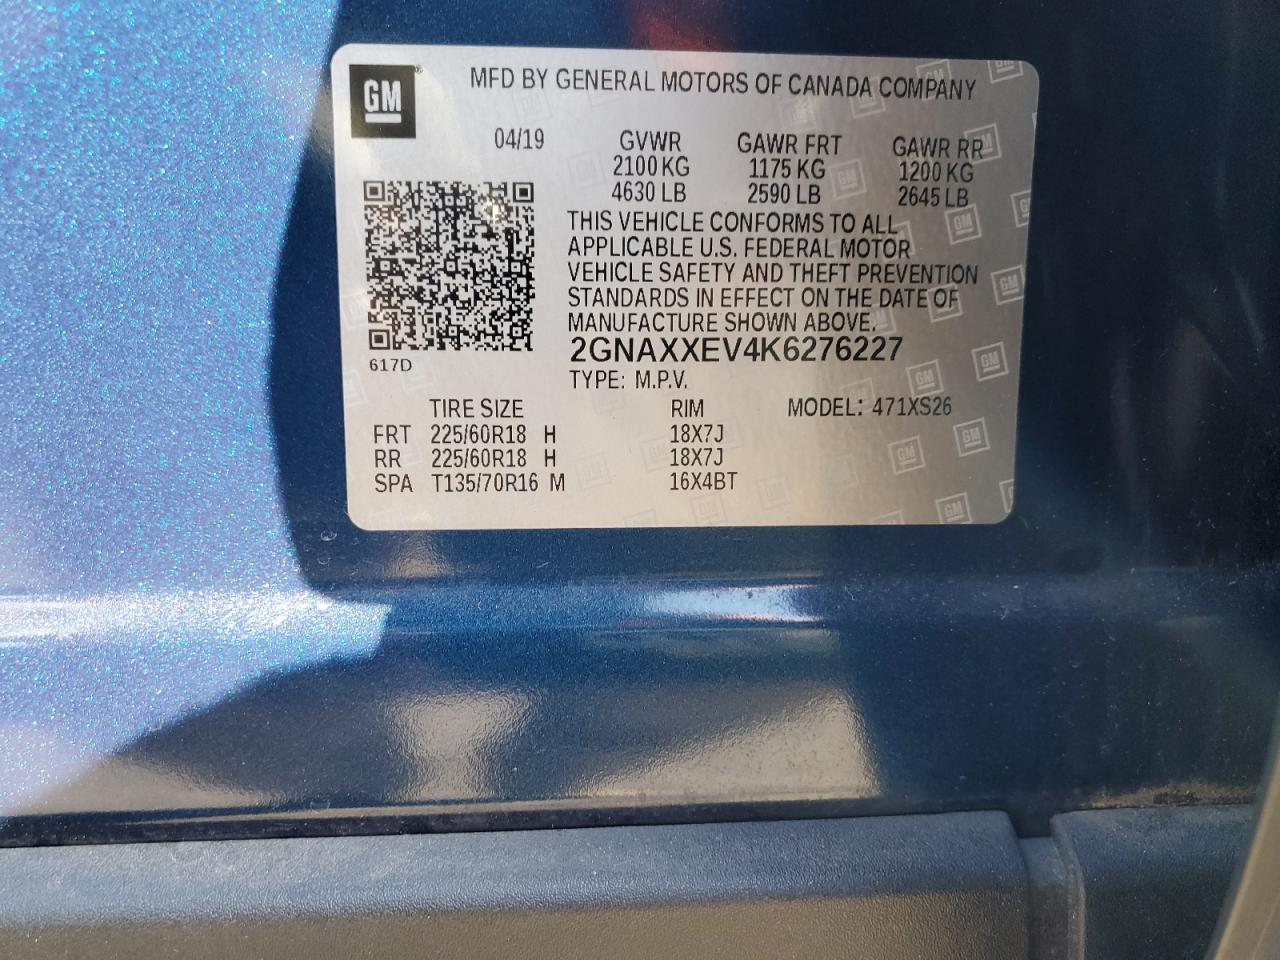 GM
MFD BY GENERAL MOTORS OF CANADA COMPANY
04/19 GVWR GAWR FRT GAWR RR
2100 KG 1175 KG 1200 KG
4630 LB 2590 LB 2645 LB
THIS VEHICLE CONFORMS TO ALL
APPLICABLE U.S. FEDERAL MOTOR
VEHICLE SAFETY AND THEFT PREVENTION
STANDARDS IN EFFECT ON THE DATE OF
MANUFACTURE SHOWN ABOVE.
2GNAXXEV4K6276227
617D
TYPE: M.P.V.
TIRE SIZE RIM MODEL: 471XS26
FRT 225/60R18 H 18X7J
RR 225/60R18 H 18X7J
SPA T135/70R16 M 16X4BT